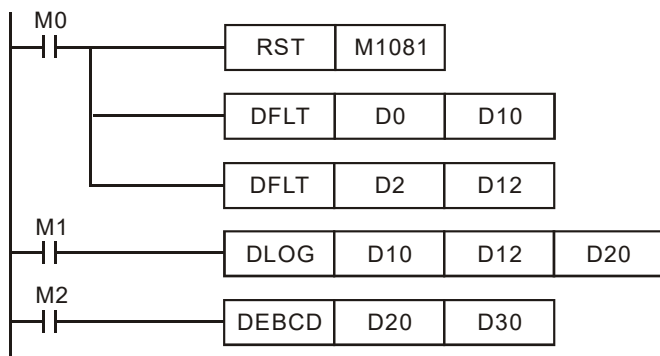 M0
RST M1081
DFLT D0 D10
DFLT D2 D12
M1
DLOG D10 D12 D20
M2
DEBCD D20 D30